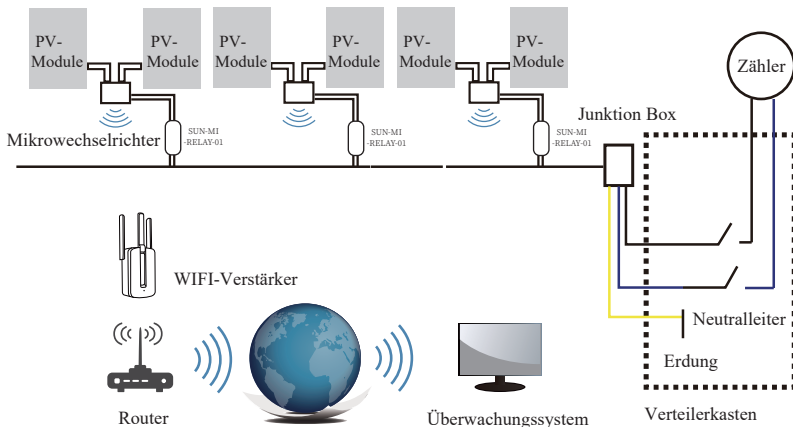 PV-
Module
PV-
Module
PV-
Module
PV-
Module
PV-
Module
PV-
Module
Zähler
Junktion Box
Mikrowechselrichter
SUN-MI
-RELAY-01
SUN-MI
-RELAY-01
SUN-MI
-RELAY-01
WIFI-Verstärker
Neutralleiter
Erdung
Router
Überwachungssystem
Verteilerkasten